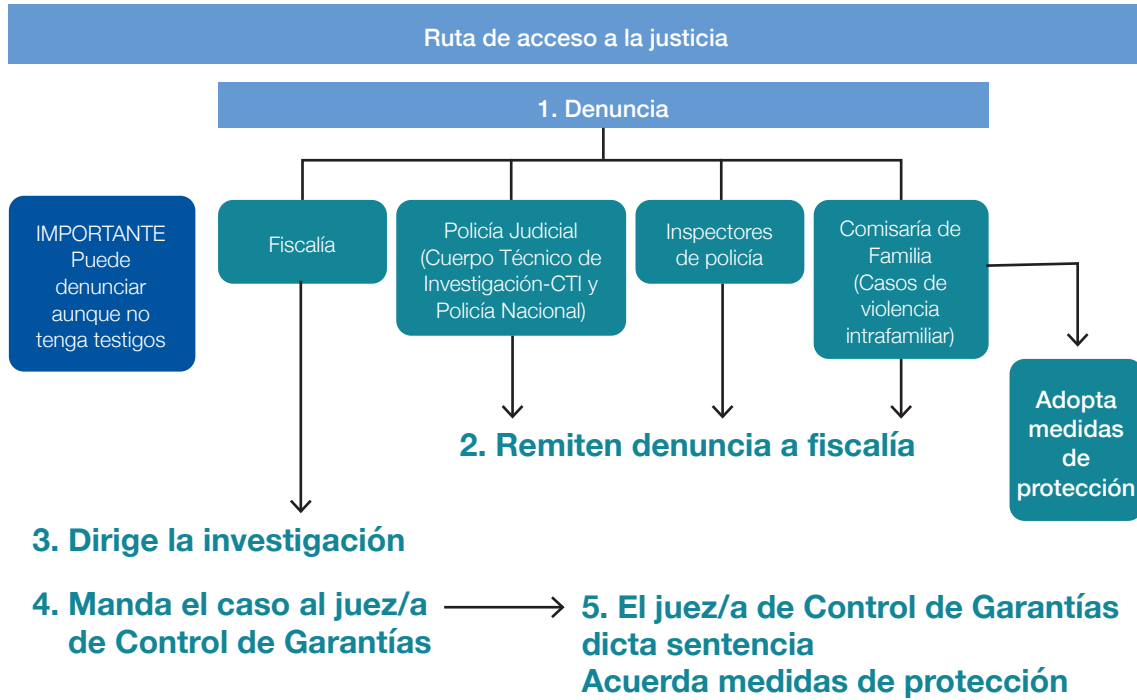 Ruta de acceso a la justicia
1. Denuncia
IMPORTANTE
Puede
denunciar
aunque no
tenga testigos
Fiscalía
Policía Judicial
(Cuerpo Técnico de
Investigación-CTI y
Policía Nacional)
Inspectores
de policía
Comisaría de
Familia
(Casos de
violencia
intrafamiliar)
Adopta
medidas
de
protección
2. Remiten denuncia a fiscalía
3. Dirige la investigación
4. Manda el caso al juez/a
de Control de Garantías
5. El juez/a de Control de Garantías
dicta sentencia
Acuerda medidas de protección